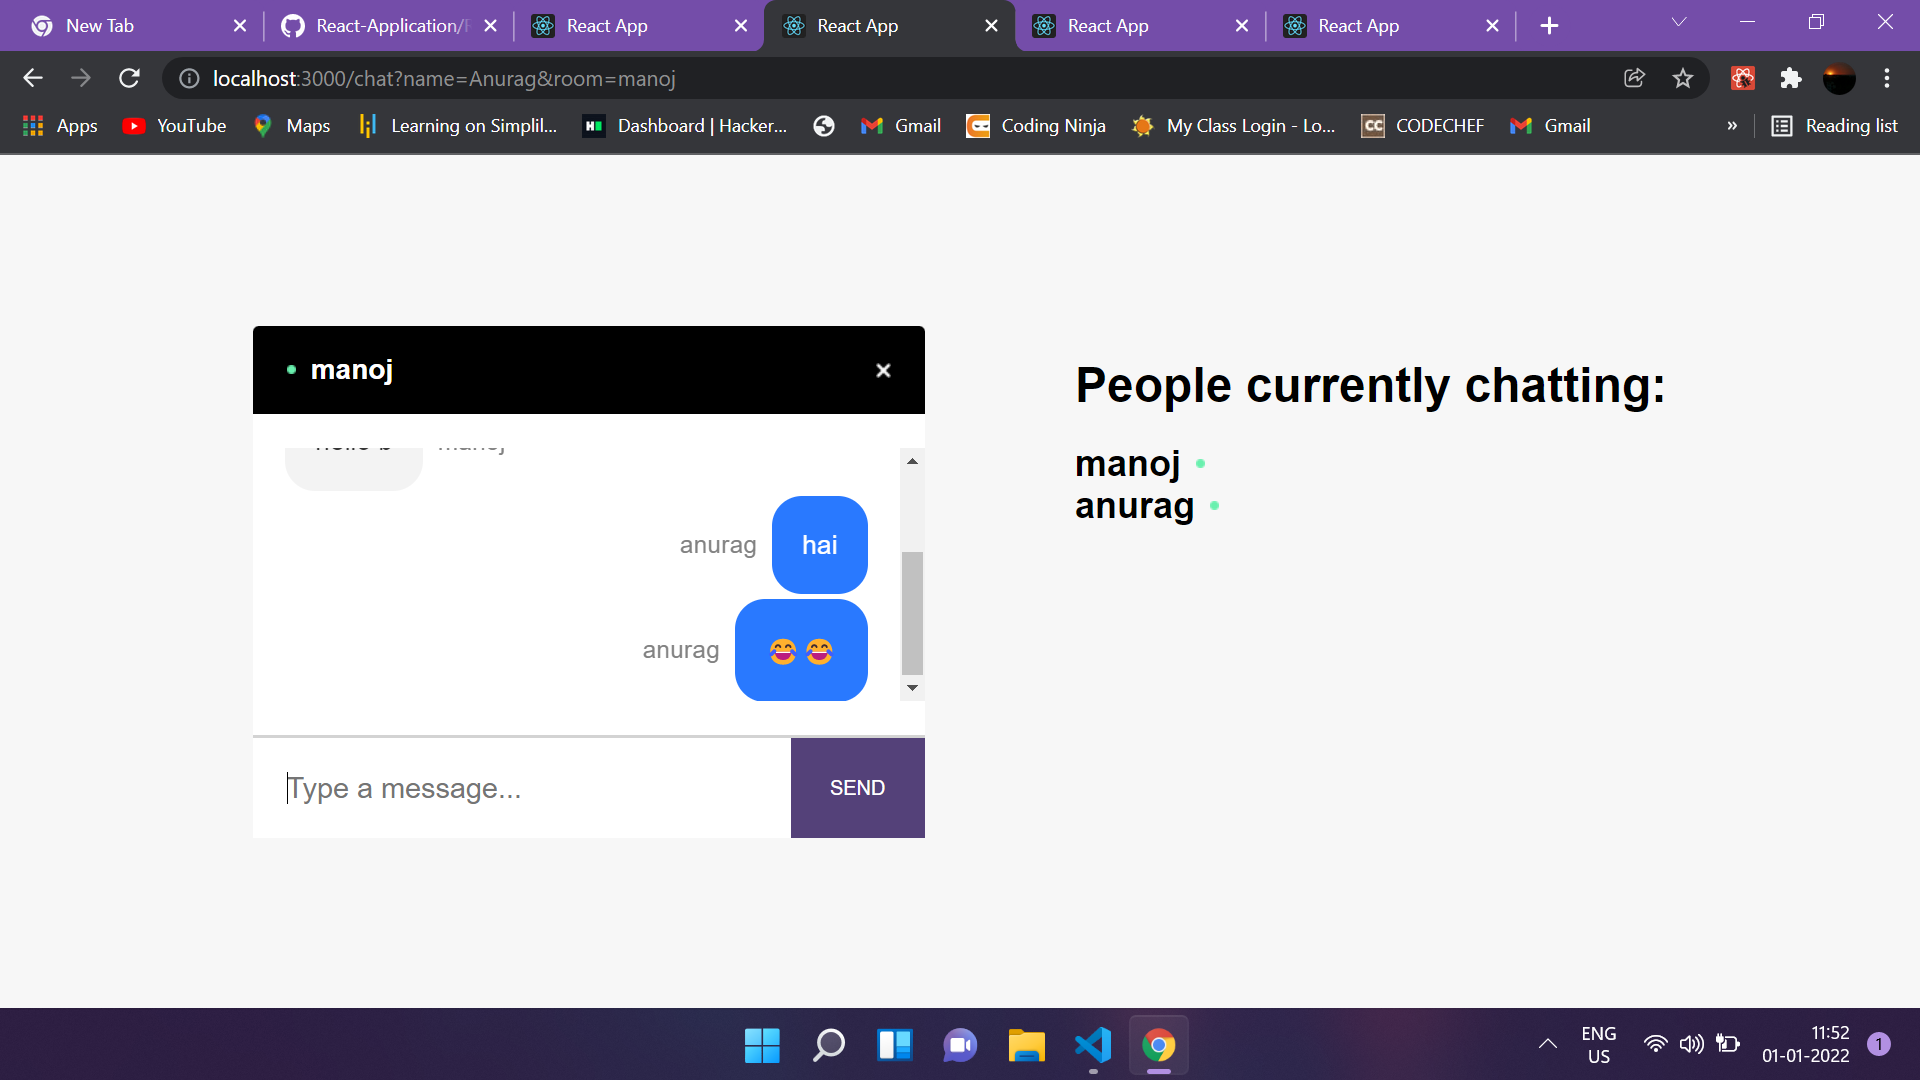 New Tab
React-Application/
React App
React App
React App
React App
localhost:3000/chat?name=Anurag&room=manoj
Apps
YouTube
Maps
Learning on Simplil...
Dashboard | Hacker...
Gmail
Coding Ninja
My Class Login - Lo...
CC CODECHEF
Gmail
»
Reading list
manoj
People currently chatting:
manoj
anurag
hello b manoj
anurag hai
anurag 😂 😂
Type a message...
SEND
ENG
US
11:52
01-01-2022
1